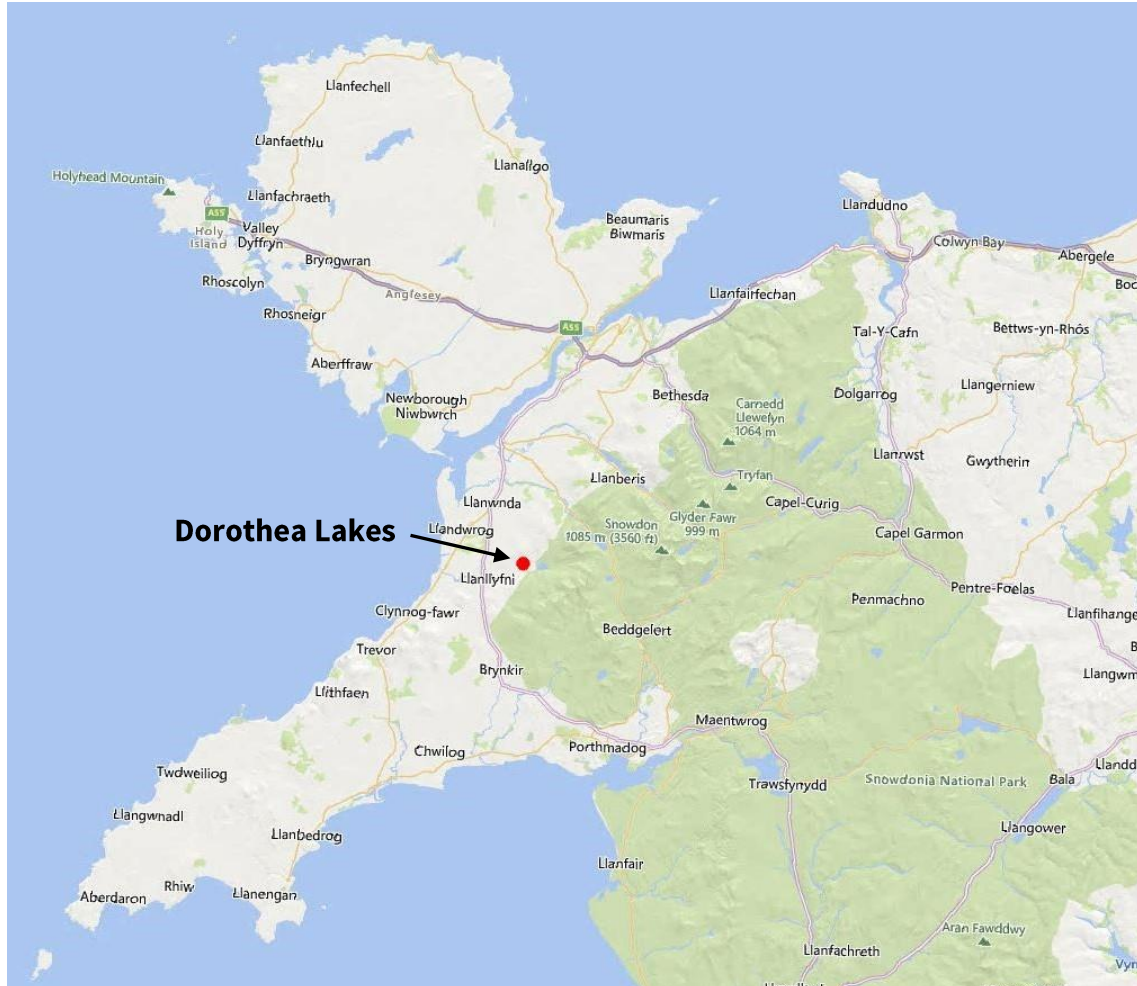 Llanfechell
Llanfaethlu
Llanallgo
Holyhead Mountain
Llanfachraeth
Llandudno
A55
Beaumaris
Biwmaris
Holy
Island
Valley
Dyffryn
Colwyn Bay
Abergele
Bryngwran
Rhoscolyn
Anglesey
Llanfairfechan
Rhosneigr
A55
Tal-Y-Cafn
Bettws-yn-Rhôs
Aberffraw
Newborough
Niwbwrch
Bethesda
Dolgarrog
Llangerniew
Carnedd
Llewelyn
1064 m
Llanrwst
Gwytherin
Llanberis
Tryfan
Llanwnda
Capel-Curig
Glyder Fawr
999 m
Dorothea Lakes
Llandwrog
Snowdon
1085 m (3560 ft)
Capel Garmon
Llanllyfni
Pentre-Foelas
Clynnog-fawr
Penmachno
Llanfihange
Beddgelert
Trevor
Brynkir
Llangwm
Llithfaen
Maentwrog
Chwilog
Porthmadog
Twdweiliog
Trawsfynydd
Snowdonia National Park
Bala
Llandd
Llangwnadl
Llanbedrog
Llangower
Llanfair
Rhiw
Aberdaron
Llanengan
Aran Fawddwy
Llanfachreth
Vyrn